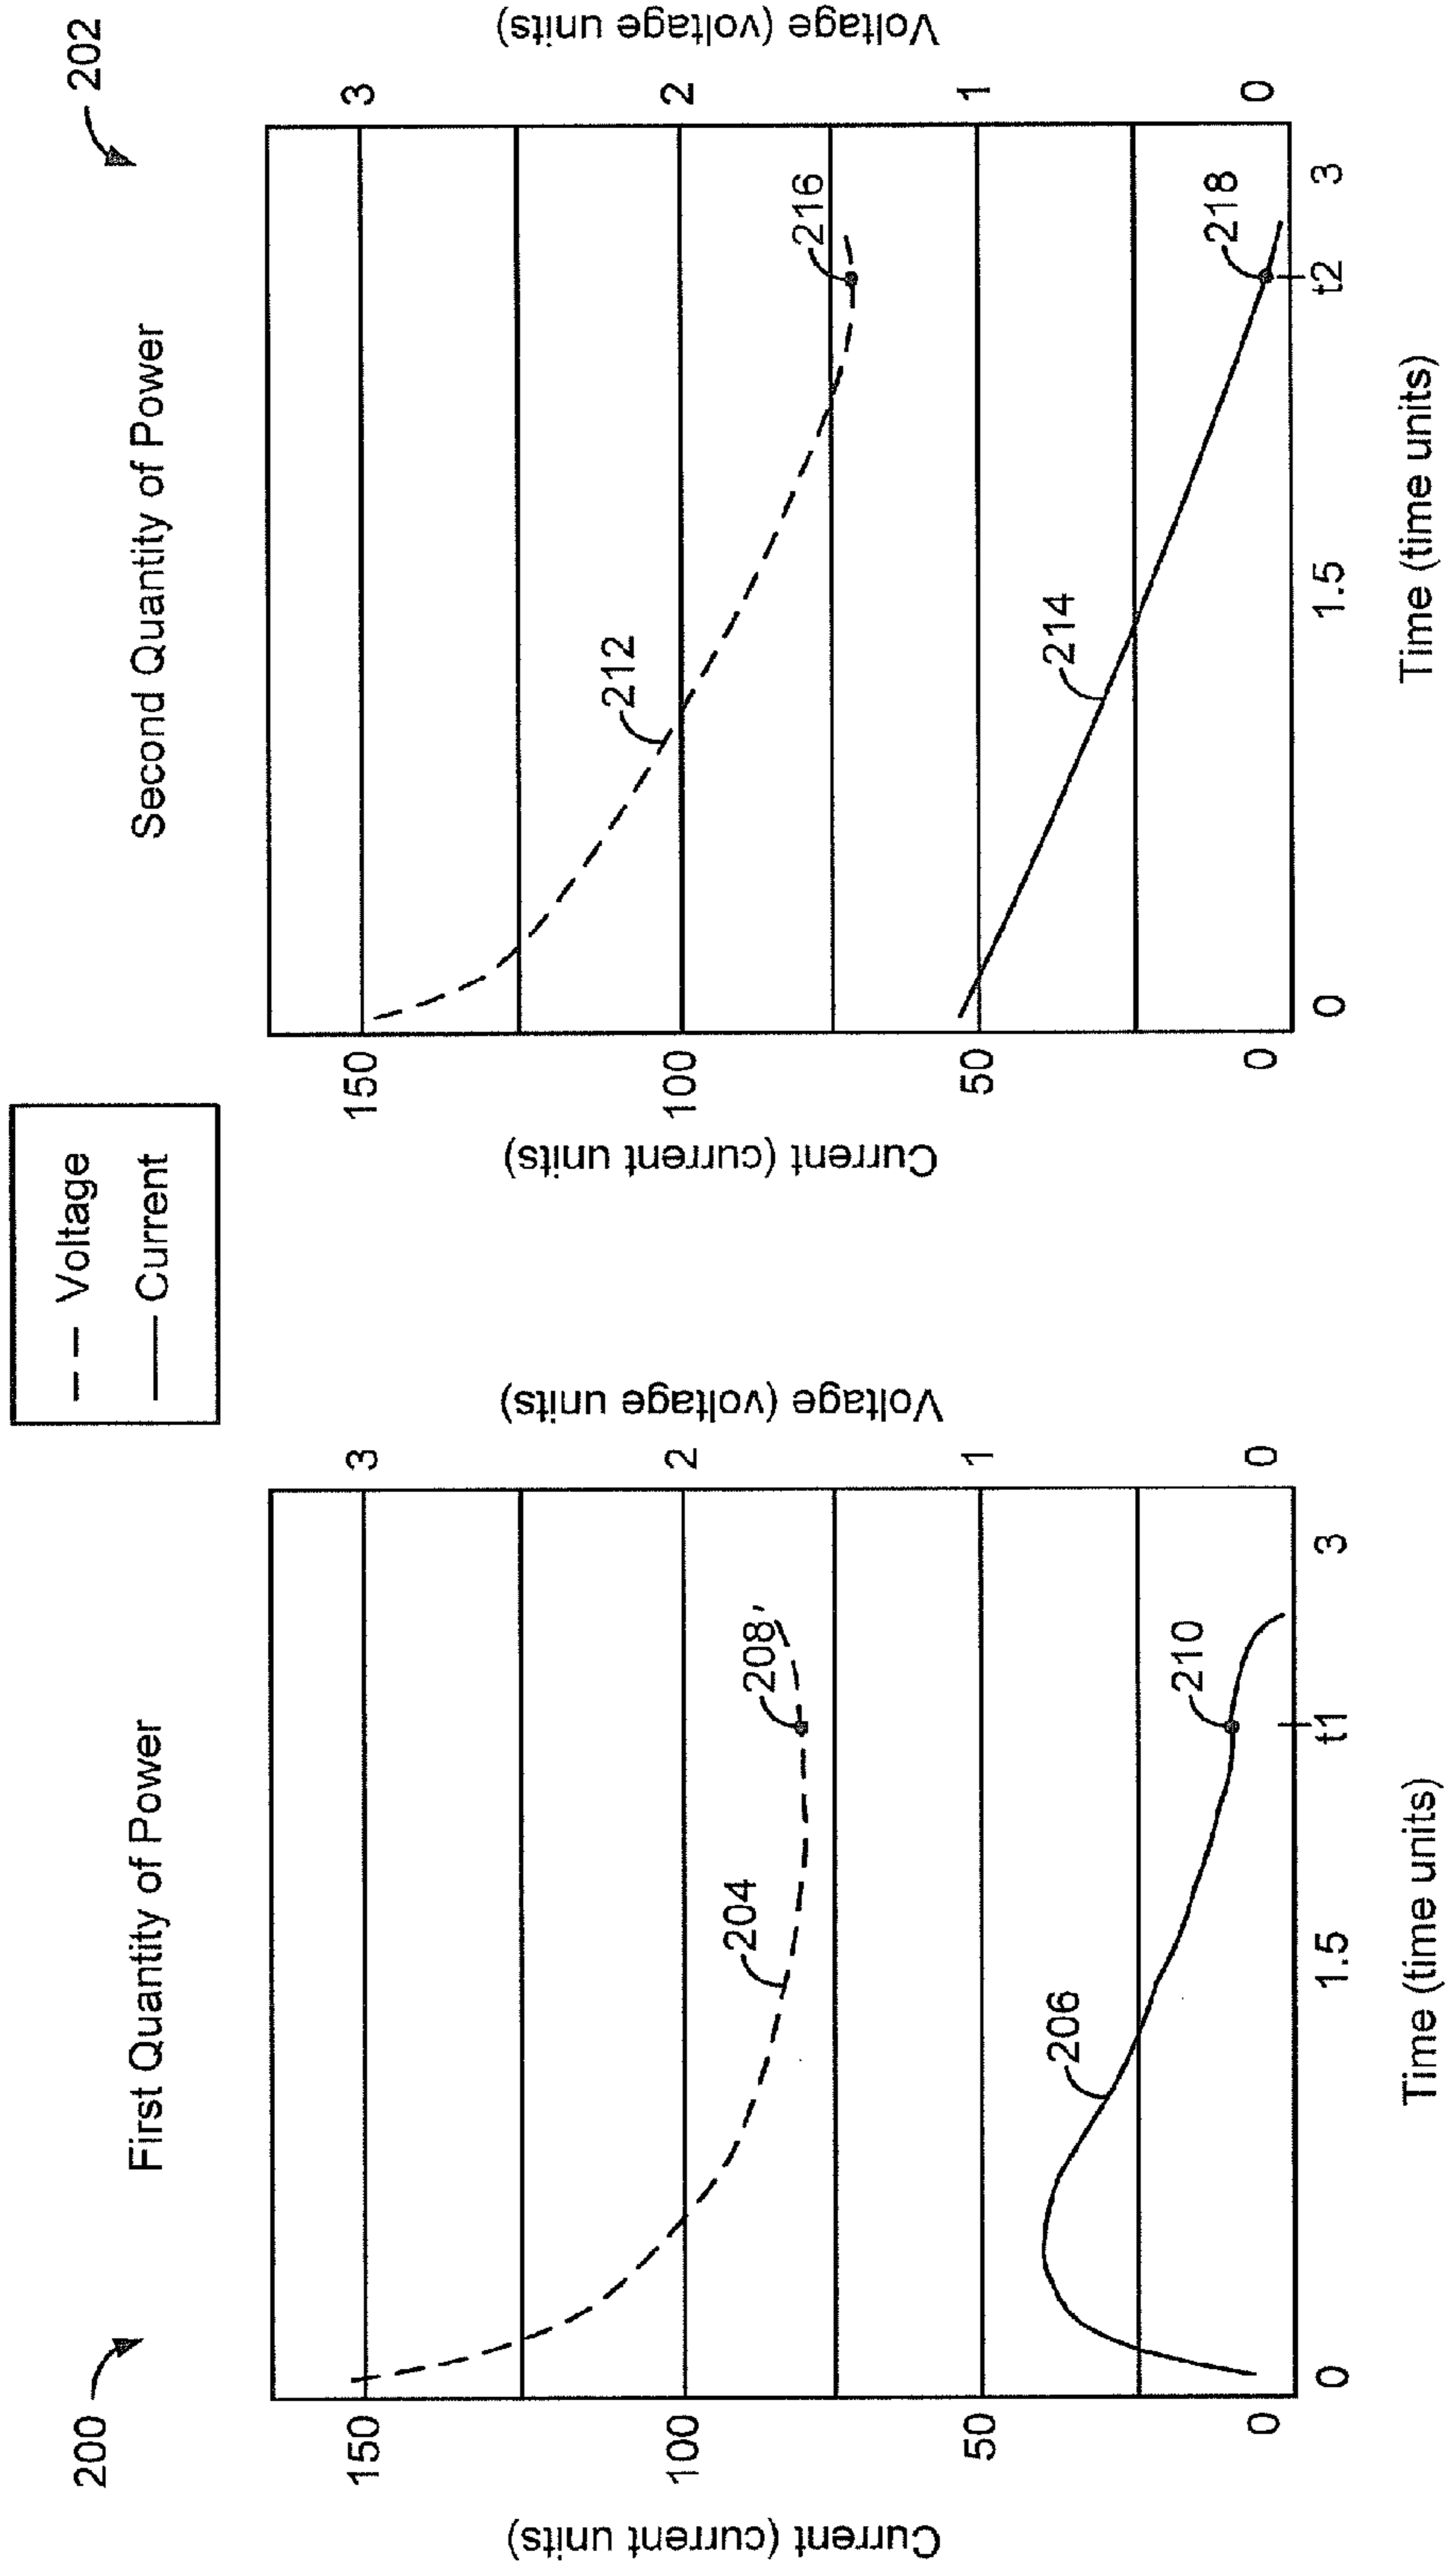 Voltage
Current
200
First Quantity of Power
Current (current units)
150
100
50
0
204
208
206
210
3
2
1
0
Voltage (voltage units)
0
1.5
t1
3
Time (time units)
202
Second Quantity of Power
Current (current units)
150
100
50
0
212
216
214
218
3
2
1
0
Voltage (voltage units)
0
1.5
t2
3
Time (time units)